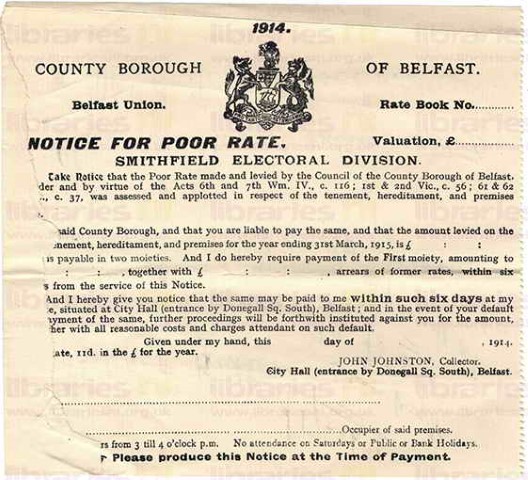 1914.
COUNTY BOROUGH OF BELFAST.
Belfast Union. Rate Book No.............
NOTICE FOR POOR RATE. Valuation, £.............
SMITHFIELD ELECTORAL DIVISION.
Take Notice that the Poor Rate made and levied by the Council of the County Borough of Belfast,
der and by virtue of the Acts 6th and 7th Wm. IV., c. 116; 1st & 2nd Vic., c. 56; 61 & 62
., c. 37, was assessed and applotted in respect of the tenement, hereditament, and premises
said County Borough, and that you are liable to pay the same, and that the amount levied on the
enement, hereditament, and premises for the year ending 31st March, 1915, is £ : :
is payable in two moieties. And I do hereby require payment of the First moiety, amounting to
: : , together with £ : : , arrears of former rates, within six
s from the service of this Notice.
And I hereby give you notice that the same may be paid to me within such six days at my
e, situated at City Hall (entrance by Donegall Sq. South), Belfast; and in the event of your default
ayment of the same, further proceedings will be forthwith instituted against you for the amount,
her with all reasonable costs and charges attendant on such default.
Given under my hand, this day of , 1914.
ate, 11d. in the £ for the year.
JOHN JOHNSTON, Collector.
City Hall (entrance by Donegall Sq. South), Belfast.
Occupier of said premises.
rs from 3 till 4 o'clock p.m. No attendance on Saturdays or Public or Bank Holidays.
r Please produce this Notice at the Time of Payment.